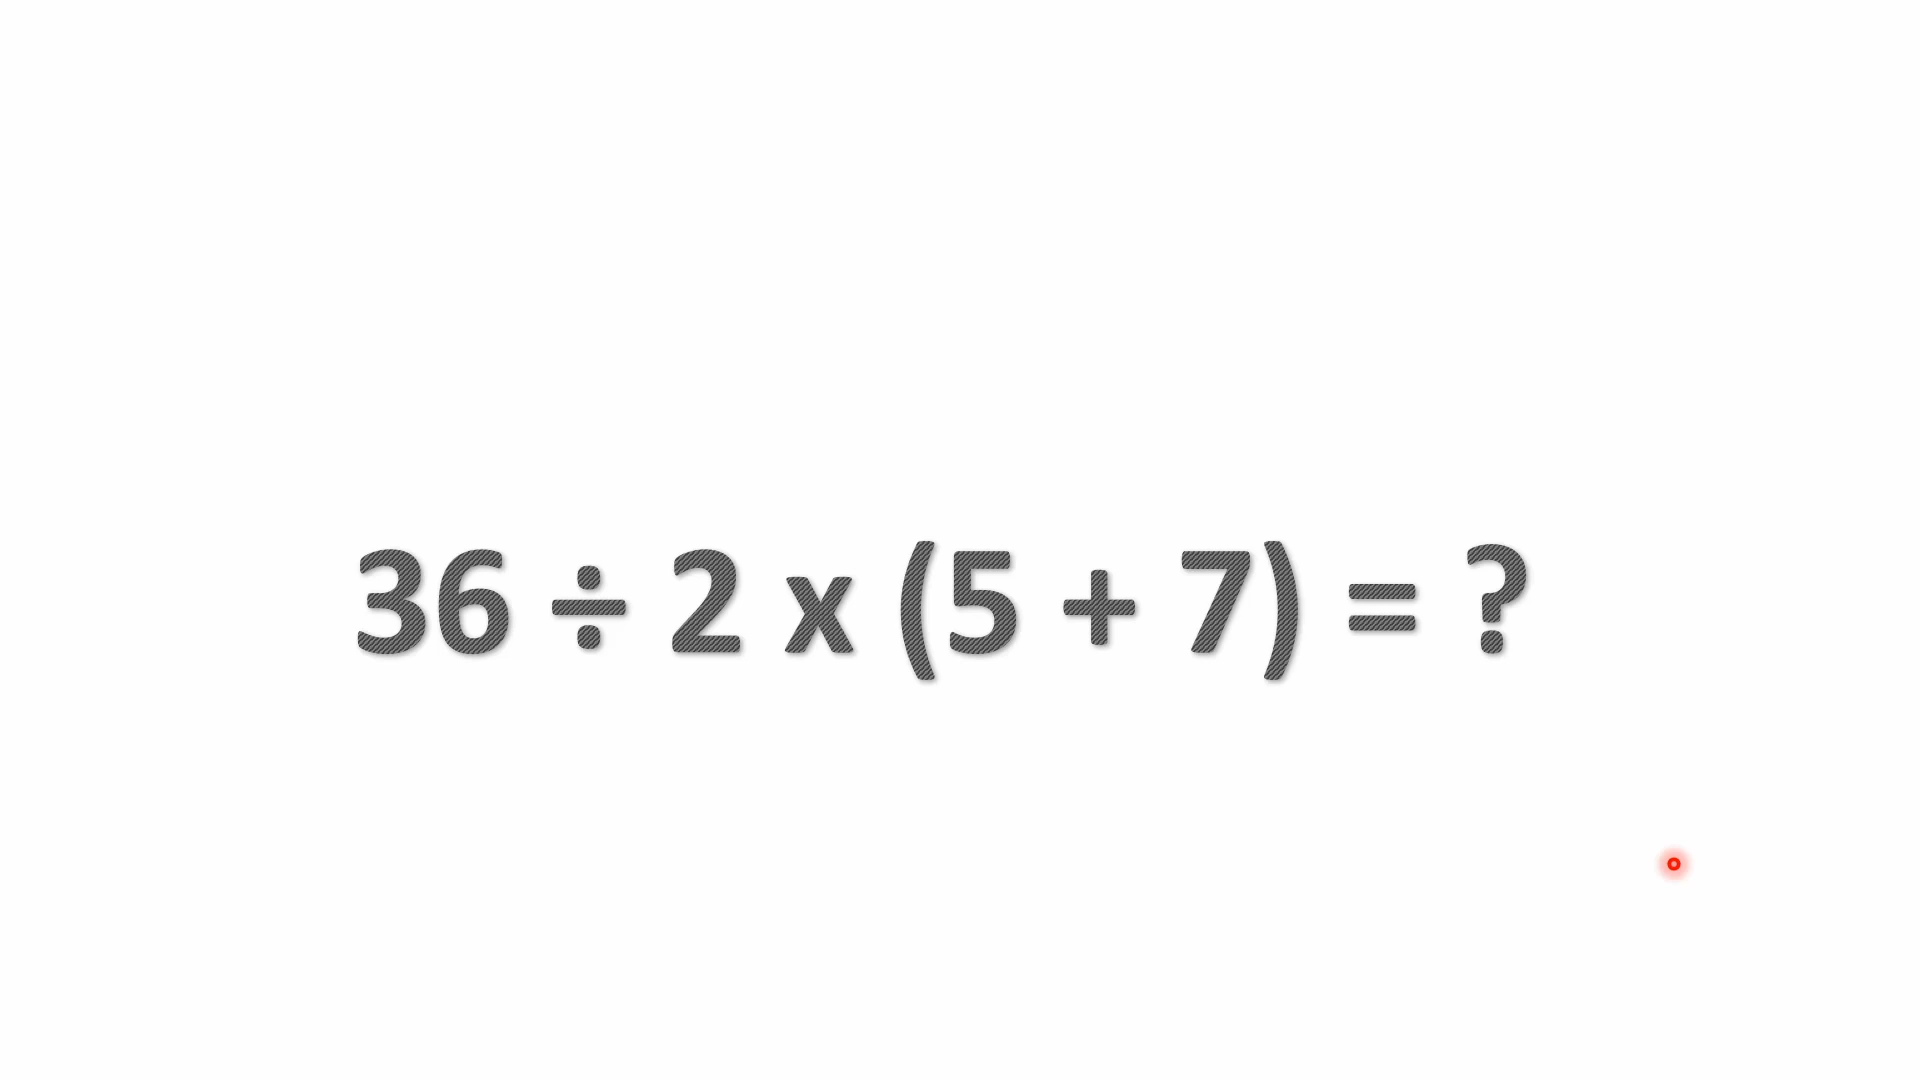 36 ÷ 2 x (5 + 7) = ?